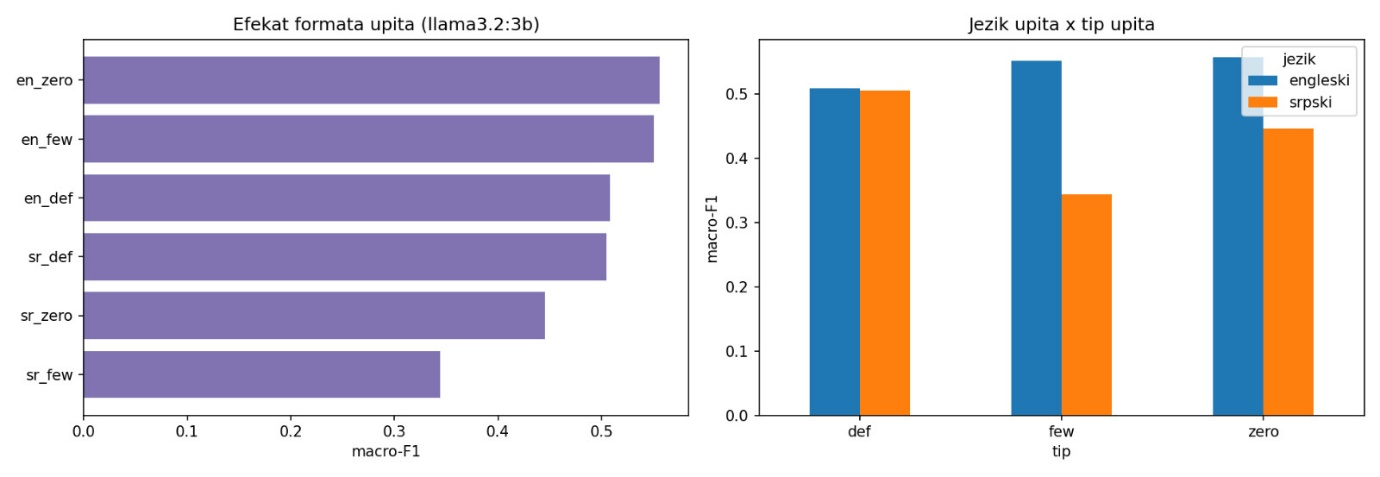 Efekat formata upita (llama3.2:3b)
en_zero
en_few
en_def
sr_def
sr_zero
sr_few
0.0 0.1 0.2 0.3 0.4 0.5
macro-F1
Jezik upita x tip upita
jezik
engleski
srpski
macro-F1
0.5
0.4
0.3
0.2
0.1
0.0
def few zero
tip